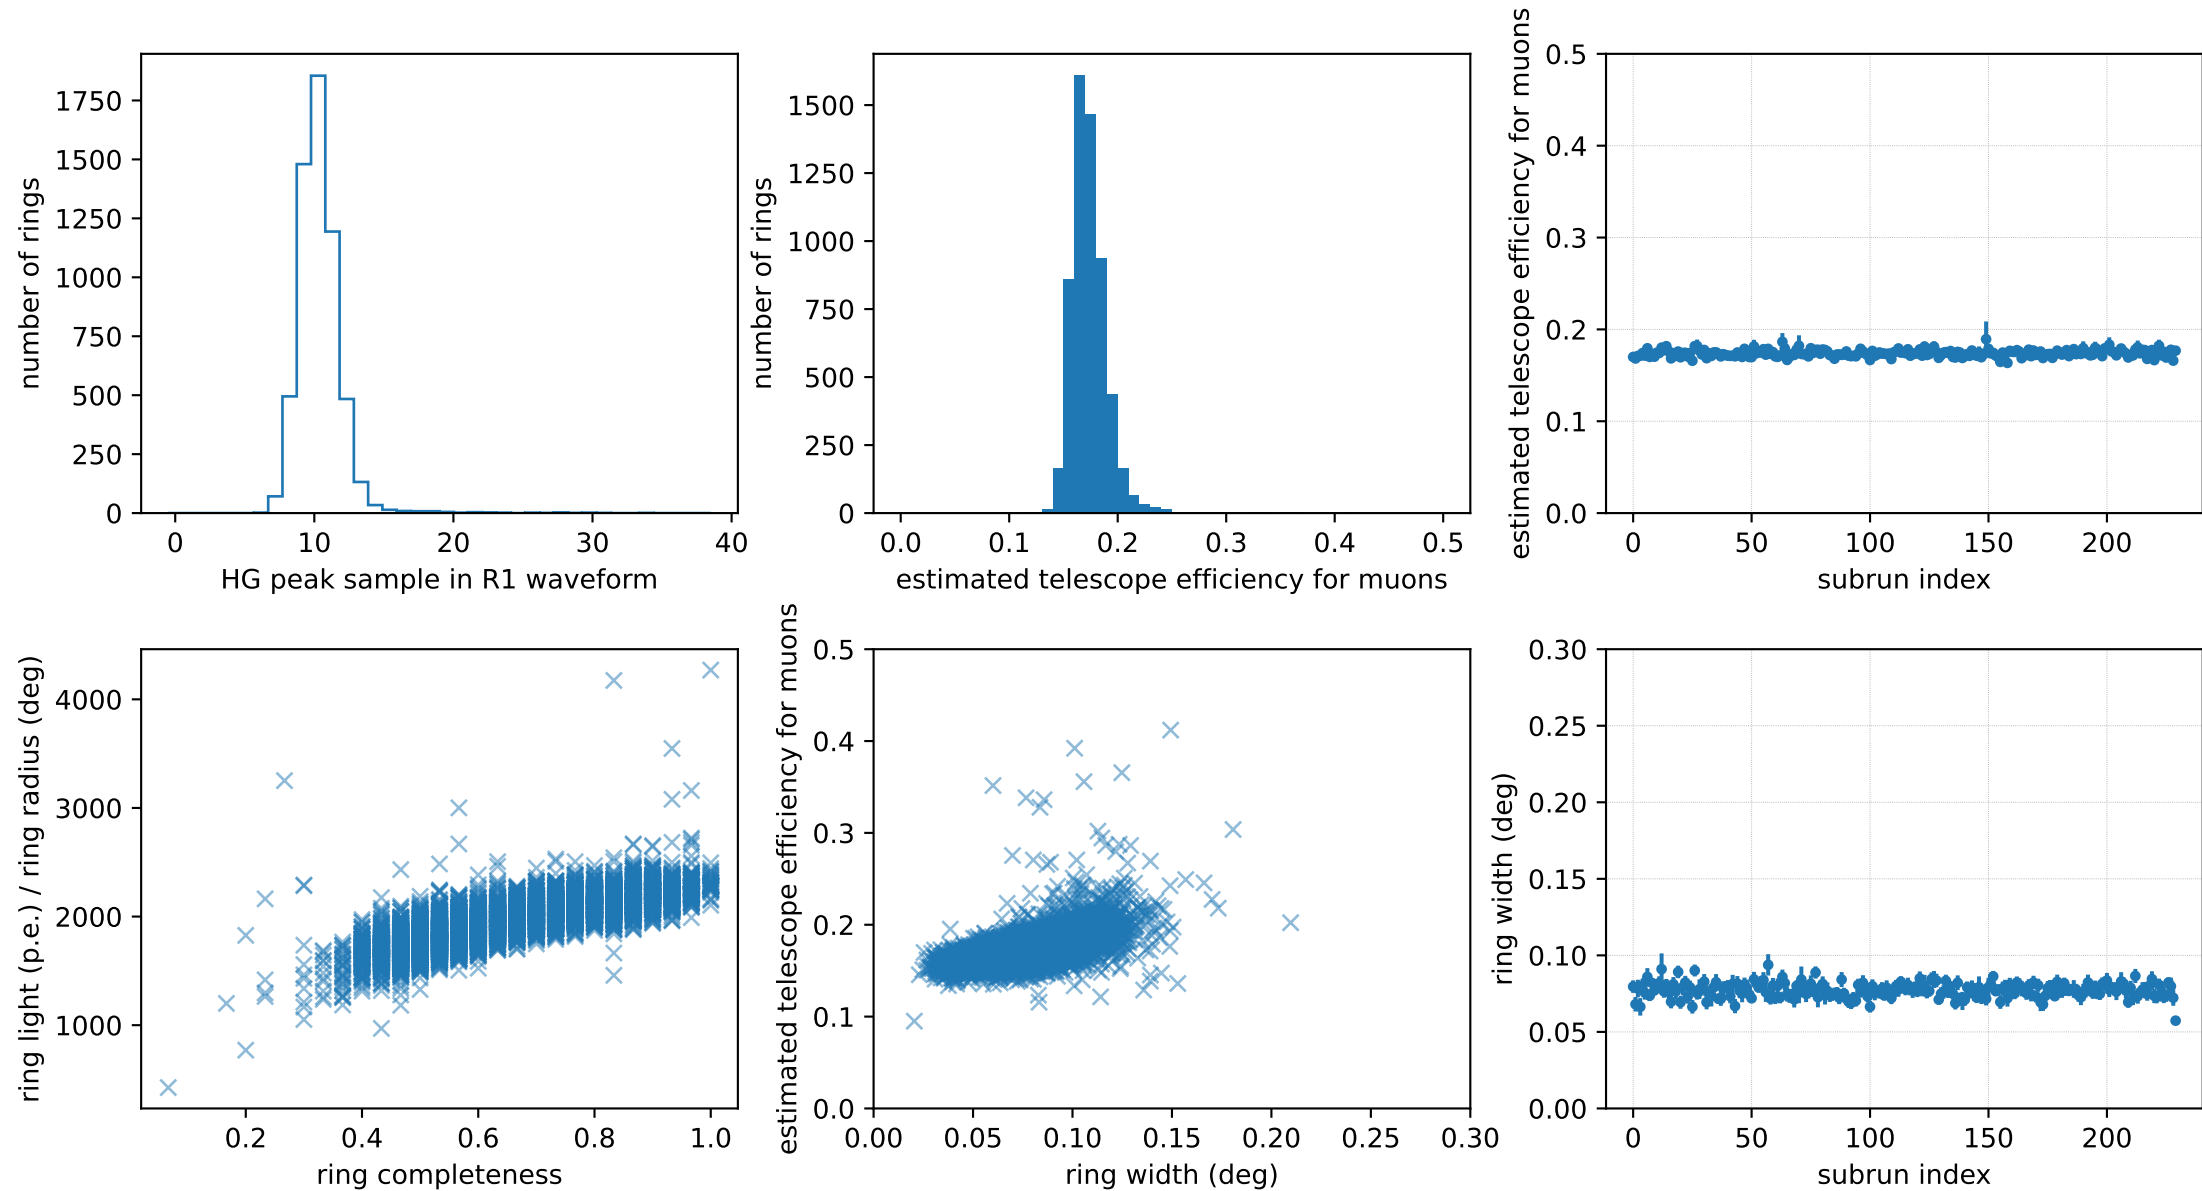 number of rings
1750
1500
1250
1000
750
500
250
0
0 10 20 30 40
HG peak sample in R1 waveform
number of rings
1500
1250
1000
750
500
250
0
0.0 0.1 0.2 0.3 0.4 0.5
estimated telescope efficiency for muons
estimated telescope efficiency for muons
0.5
0.4
0.3
0.2
0.1
0.0
0 50 100 150 200
subrun index
ring light (p.e.) / ring radius (deg)
4000
3000
2000
1000
0.2 0.4 0.6 0.8 1.0
ring completeness
estimated telescope efficiency for muons
0.5
0.4
0.3
0.2
0.1
0.0
0.00 0.05 0.10 0.15 0.20 0.25 0.30
ring width (deg)
ring width (deg)
0.30
0.25
0.20
0.15
0.10
0.05
0.00
0 50 100 150 200
subrun index